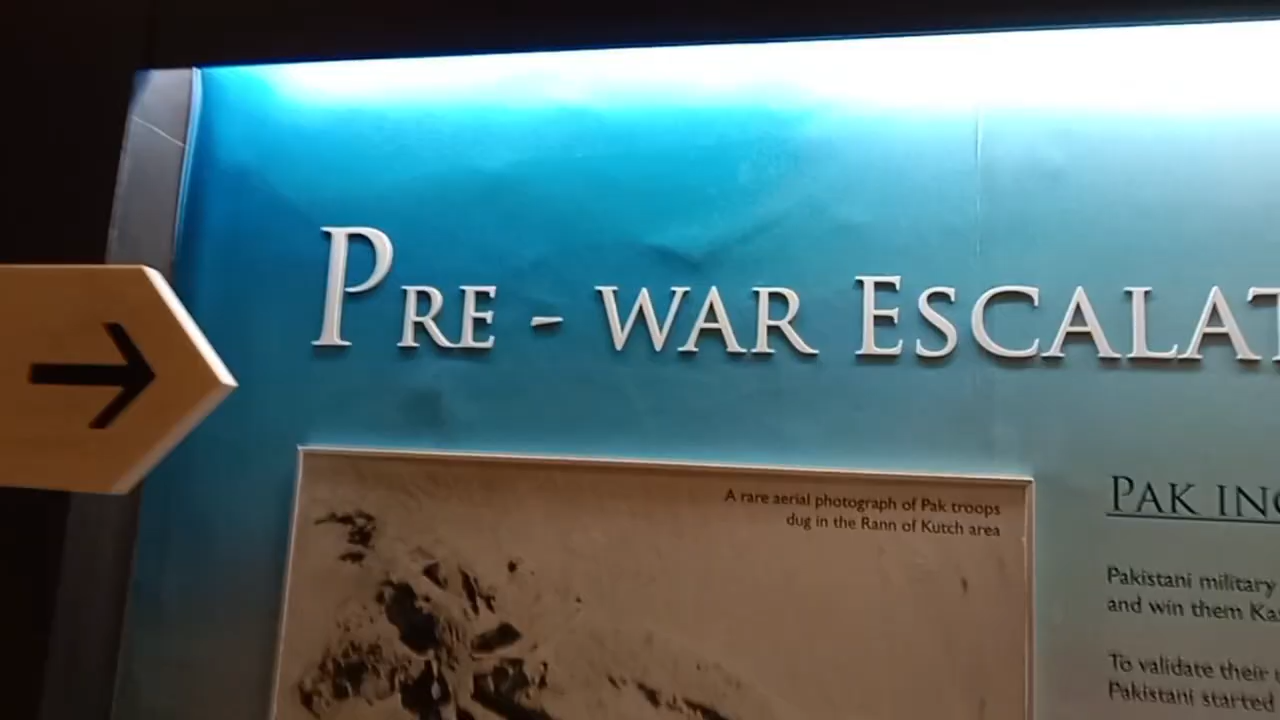 PRE - WAR ESCALAT
A rare aerial photograph of Pak troops
dug in the Rann of Kutch area
PAK IN
Pakistani military
and win them Ka
To validate their
Pakistani started